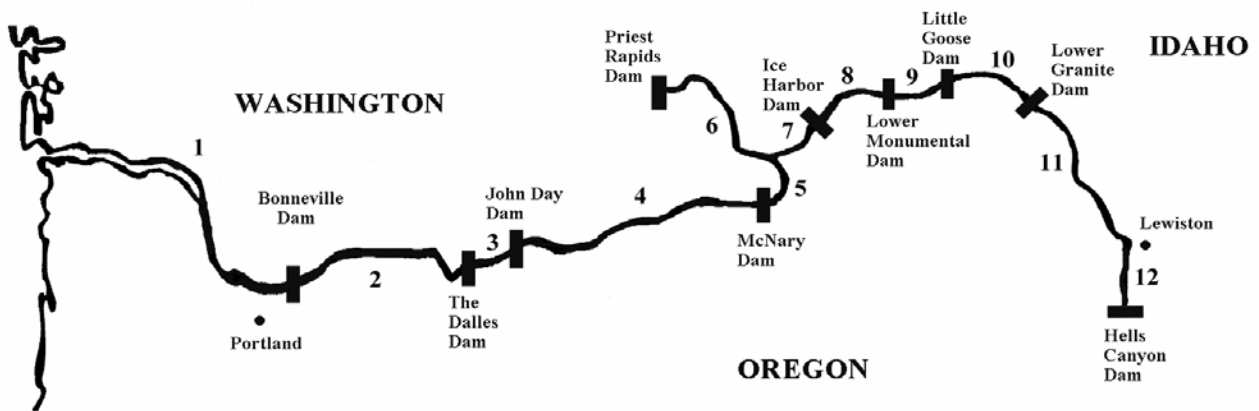 Priest
Rapids
Dam
Little
Goose
Dam
IDAHO
Lower
Granite
Dam
Ice
Harbor
Dam
WASHINGTON
Lower
Monumental
Dam
1
2
3
4
5
6
7
8
9
10
11
12
Bonneville
Dam
John Day
Dam
McNary
Dam
Lewiston
The
Dalles
Dam
Portland
Hells
Canyon
Dam
OREGON